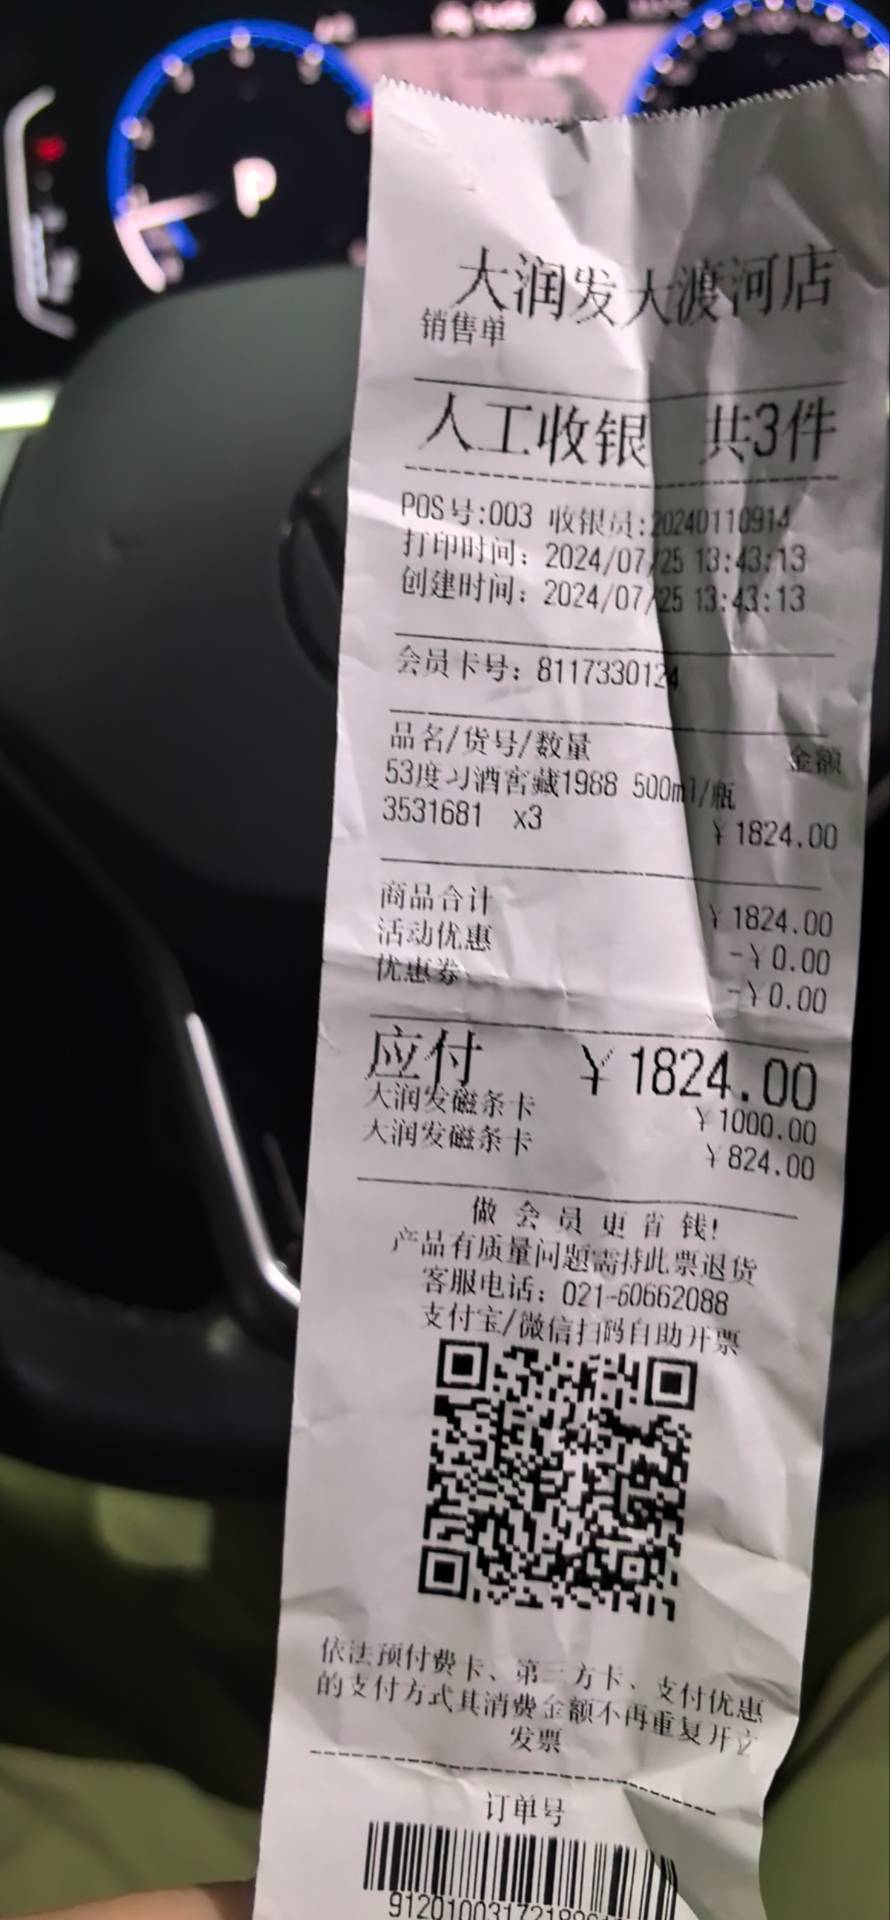 P
大润发大渡河店
销售单
人工收银 共3件
POS号:003 收银员:20240110914
打印时间: 2024/07/25 13:43:13
创建时间: 2024/07/25 13:43:13
会员卡号: 8117330124
品名/货号/数量 金额
53度习酒窖藏1988 500ml/瓶
3531681 x3 ¥1824.00
商品合计 ¥1824.00
活动优惠 -¥0.00
优惠券 -¥0.00
应付 ¥1824.00
大润发磁条卡 ¥1000.00
大润发磁条卡 ¥824.00
做会员更省钱!
产品有质量问题需持此票退货
客服电话: 021-60662088
支付宝/微信扫码自助开票
依法预付费卡、第三方卡、支付优惠
的支付方式其消费金额不再重复开立
发票
订单号